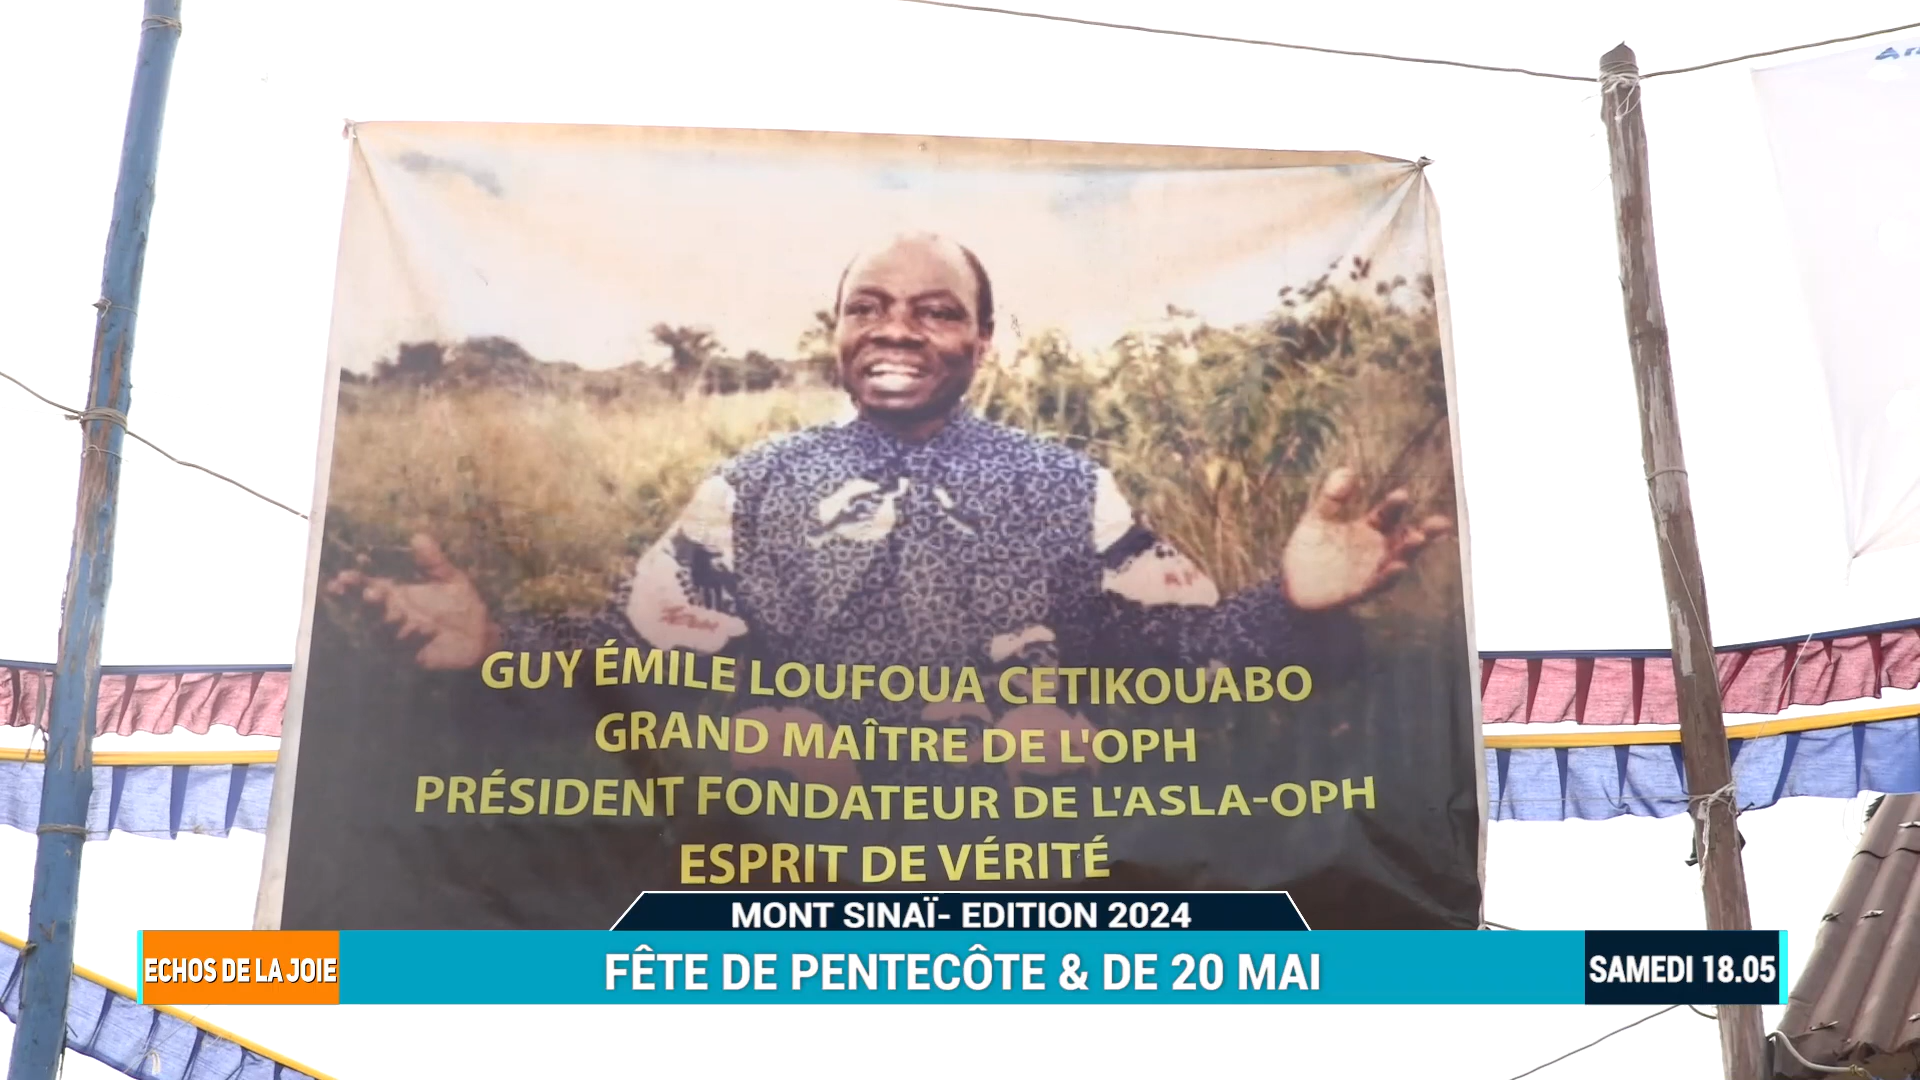 GUY ÉMILE LOUFOUA CETIKOUABO
GRAND MAÎTRE DE L'OPH
PRÉSIDENT FONDATEUR DE L'ASLA-OPH
ESPRIT DE VÉRITÉ
MONT SINAÏ- EDITION 2024
ECHOS DE LA JOIE
FÊTE DE PENTECÔTE & DE 20 MAI
SAMEDI 18.05